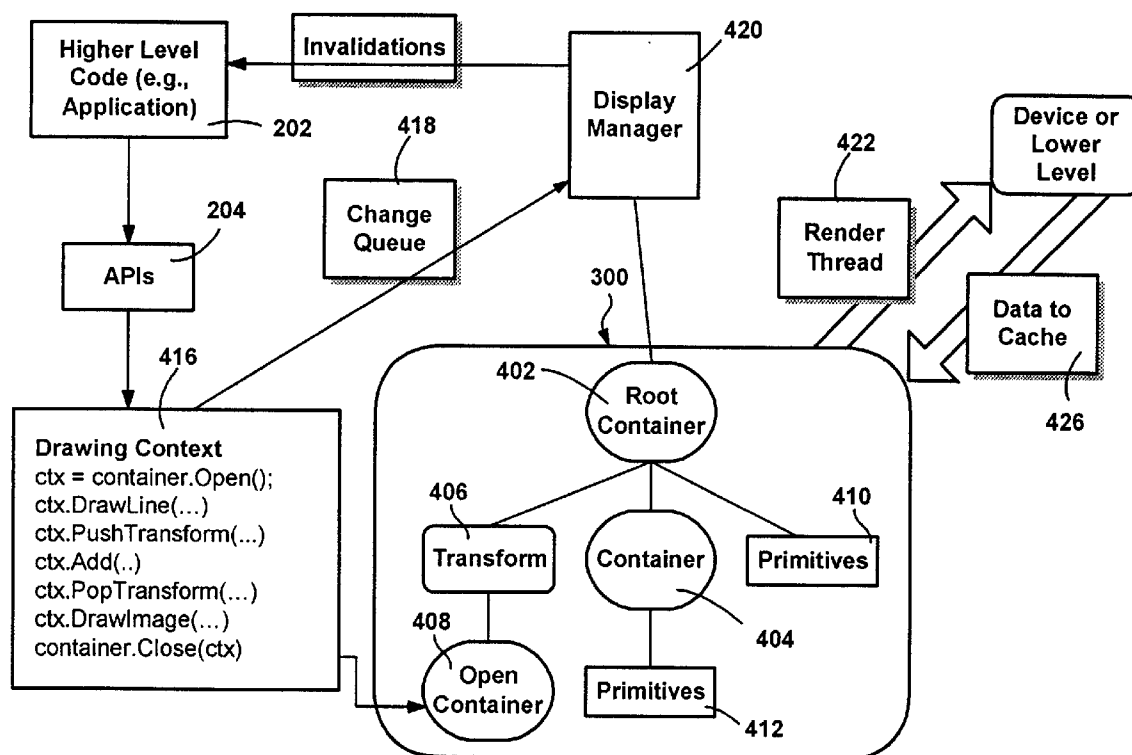 Higher Level
Code (e.g.,
Application)
202
Invalidations
420
Display
Manager
418
Change
Queue
422
Render
Thread
Device or
Lower
Level
Data to
Cache
426
204
APIs
416
Drawing Context
ctx = container.Open();
ctx.DrawLine(...)
ctx.PushTransform(...)
ctx.Add(..)
ctx.PopTransform(...)
ctx.DrawImage(...)
container.Close(ctx)
300
402
Root
Container
406
Transform
Container
404
410
Primitives
408
Open
Container
Primitives
412